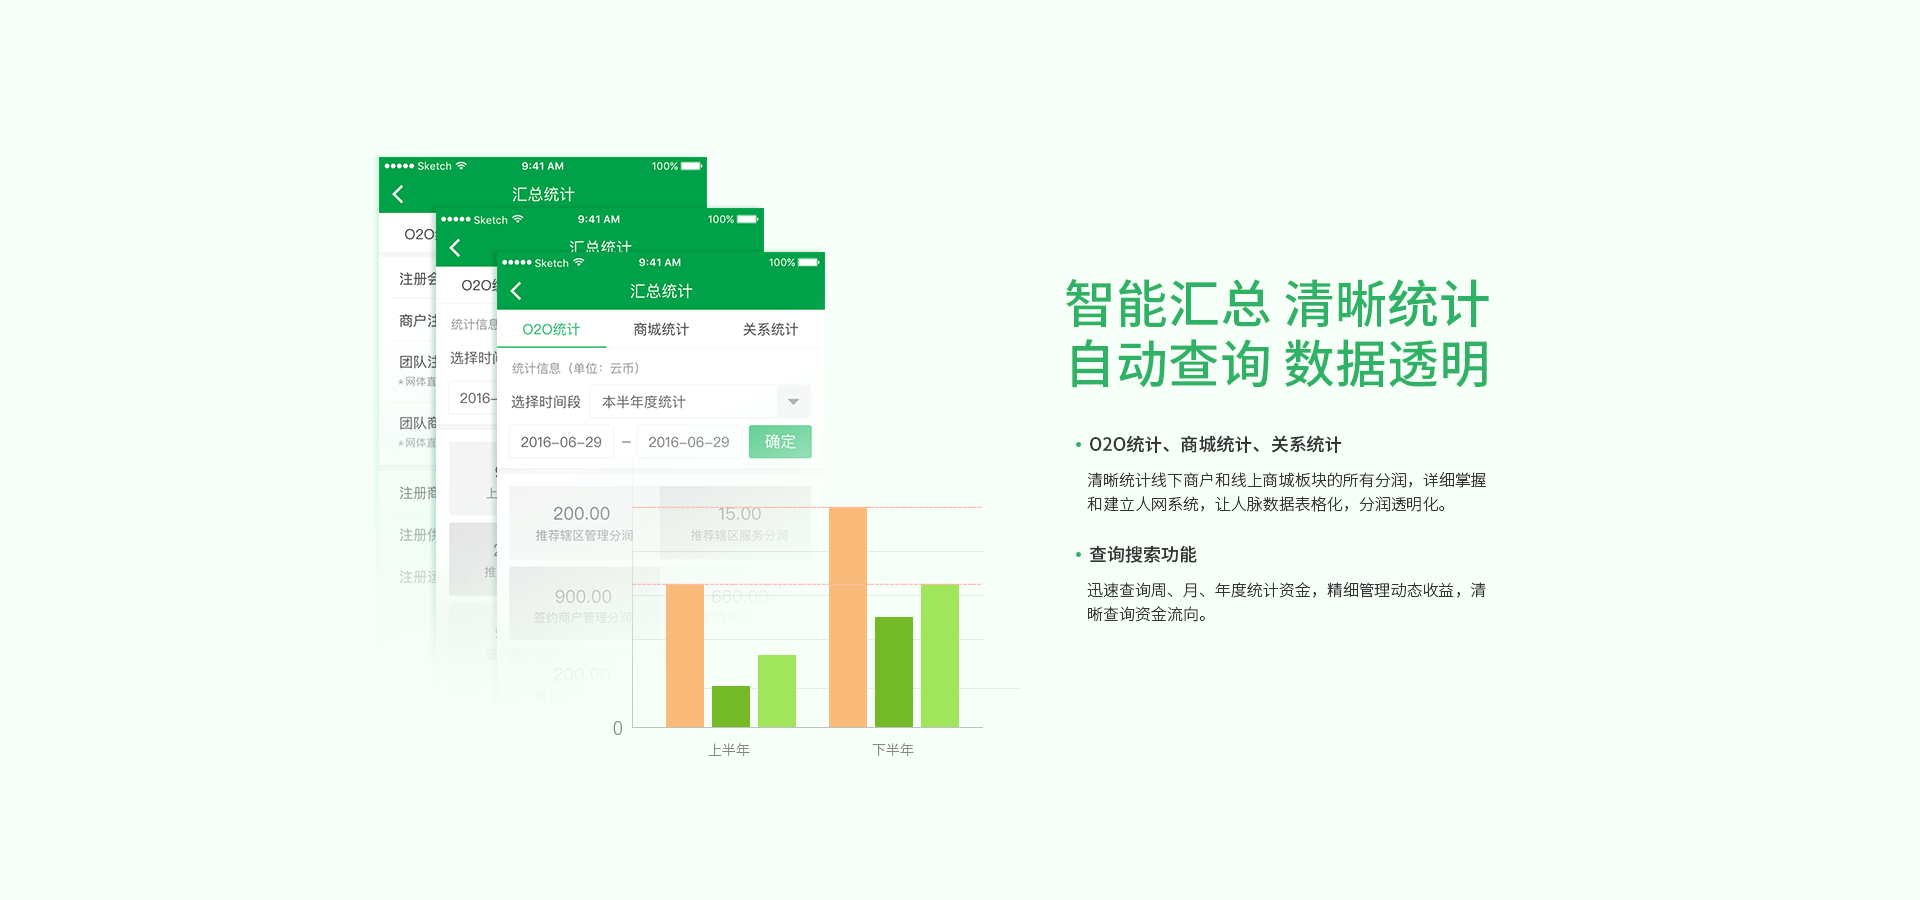 Sketch 9:41 AM 100%
汇总统计
O2O
注册会
商户注
团队注
*网体直
团队商
*网体直
注册商
注册供
注册运
Sketch 9:41 AM 100%
汇总统计
O2O统
统计信息
选择时间
2016-
上
推
Sketch 9:41 AM 100%
汇总统计
O2O统计 商城统计 关系统计
统计信息（单位：云币）
选择时间段 本半年度统计
2016-06-29 – 2016-06-29 确定
200.00 15.00
推荐辖区管理分润 推荐辖区服务分润
900.00 660.00
签约商户管理分润
200.00
0
上半年 下半年
智能汇总 清晰统计
自动查询 数据透明
• O2O统计、商城统计、关系统计
清晰统计线下商户和线上商城板块的所有分润，详细掌握
和建立人网系统，让人脉数据表格化，分润透明化。
• 查询搜索功能
迅速查询周、月、年度统计资金，精细管理动态收益，清
晰查询资金流向。